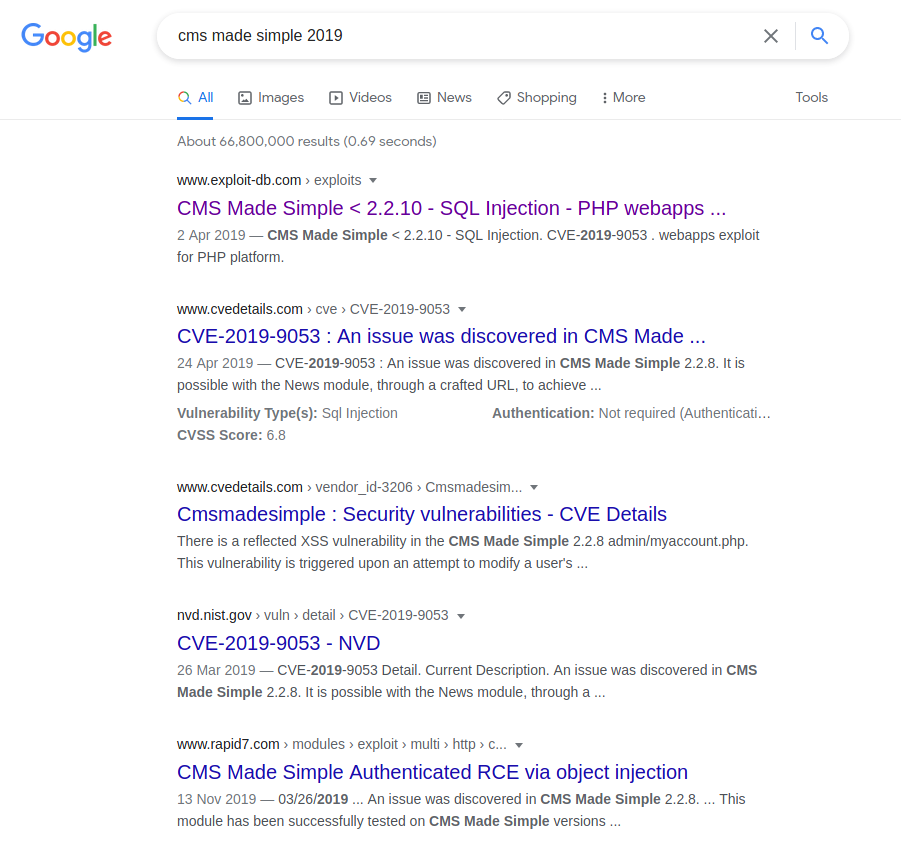 Google
cms made simple 2019
All Images Videos News Shopping More Tools
About 66,800,000 results (0.69 seconds)
www.exploit-db.com › exploits
CMS Made Simple < 2.2.10 - SQL Injection - PHP webapps ...
2 Apr 2019 — CMS Made Simple < 2.2.10 - SQL Injection. CVE-2019-9053 . webapps exploit
for PHP platform.
www.cvedetails.com › cve › CVE-2019-9053
CVE-2019-9053 : An issue was discovered in CMS Made ...
24 Apr 2019 — CVE-2019-9053 : An issue was discovered in CMS Made Simple 2.2.8. It is
possible with the News module, through a crafted URL, to achieve ...
Vulnerability Type(s): Sql Injection Authentication: Not required (Authenticati…
CVSS Score: 6.8
www.cvedetails.com › vendor_id-3206 › Cmsmadesim...
Cmsmadesimple : Security vulnerabilities - CVE Details
There is a reflected XSS vulnerability in the CMS Made Simple 2.2.8 admin/myaccount.php.
This vulnerability is triggered upon an attempt to modify a user's ...
nvd.nist.gov › vuln › detail › CVE-2019-9053
CVE-2019-9053 - NVD
26 Mar 2019 — CVE-2019-9053 Detail. Current Description. An issue was discovered in CMS
Made Simple 2.2.8. It is possible with the News module, through a ...
www.rapid7.com › modules › exploit › multi › http › c...
CMS Made Simple Authenticated RCE via object injection
13 Nov 2019 — 03/26/2019 ... An issue was discovered in CMS Made Simple 2.2.8. ... This
module has been successfully tested on CMS Made Simple versions ...